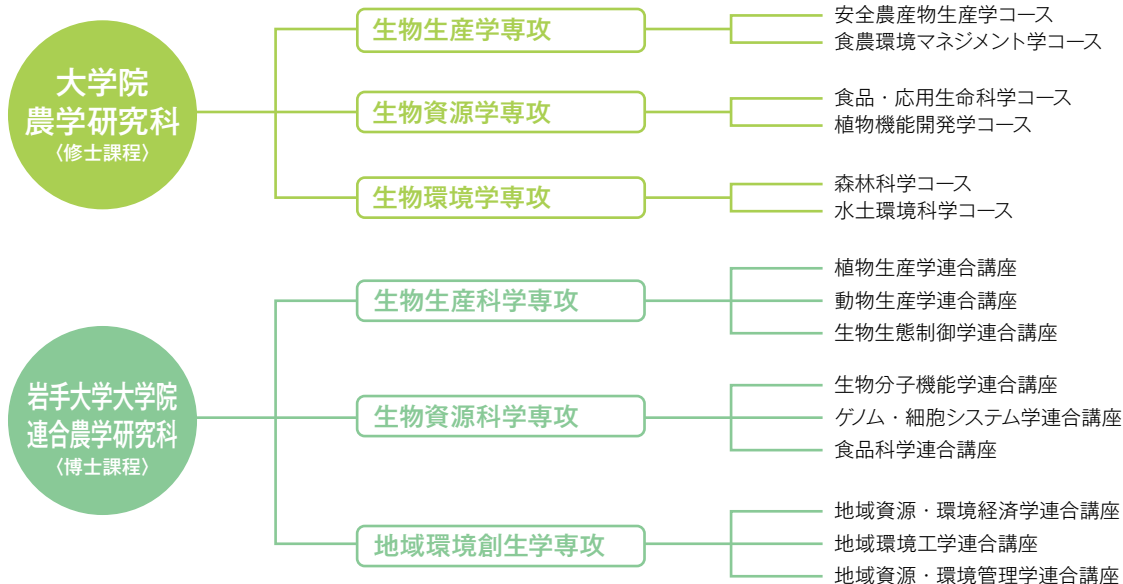 大学院
農学研究科
〈修士課程〉
生物生産学専攻
安全農産物生産学コース
食農環境マネジメント学コース
生物資源学専攻
食品・応用生命科学コース
植物機能開発学コース
生物環境学専攻
森林科学コース
水土環境科学コース
岩手大学大学院
連合農学研究科
〈博士課程〉
生物生産科学専攻
植物生産学連合講座
動物生産学連合講座
生物生態制御学連合講座
生物資源科学専攻
生物分子機能学連合講座
ゲノム・細胞システム学連合講座
食品科学連合講座
地域環境創生学専攻
地域資源・環境経済学連合講座
地域環境工学連合講座
地域資源・環境管理学連合講座